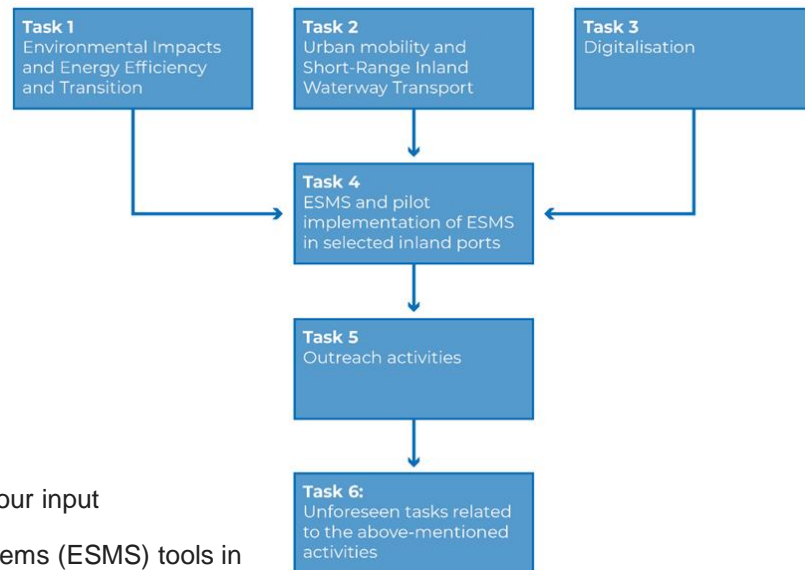 Task 1
Environmental Impacts
and Energy Efficiency
and Transition
Task 2
Urban mobility and
Short-Range Inland
Waterway Transport
Task 3
Digitalisation
Task 4
ESMS and pilot
implementation of ESMS
in selected inland ports
Task 5
Outreach activities
Task 6:
Unforeseen tasks related
to the above-mentioned
activities
our input
ems (ESMS) tools in